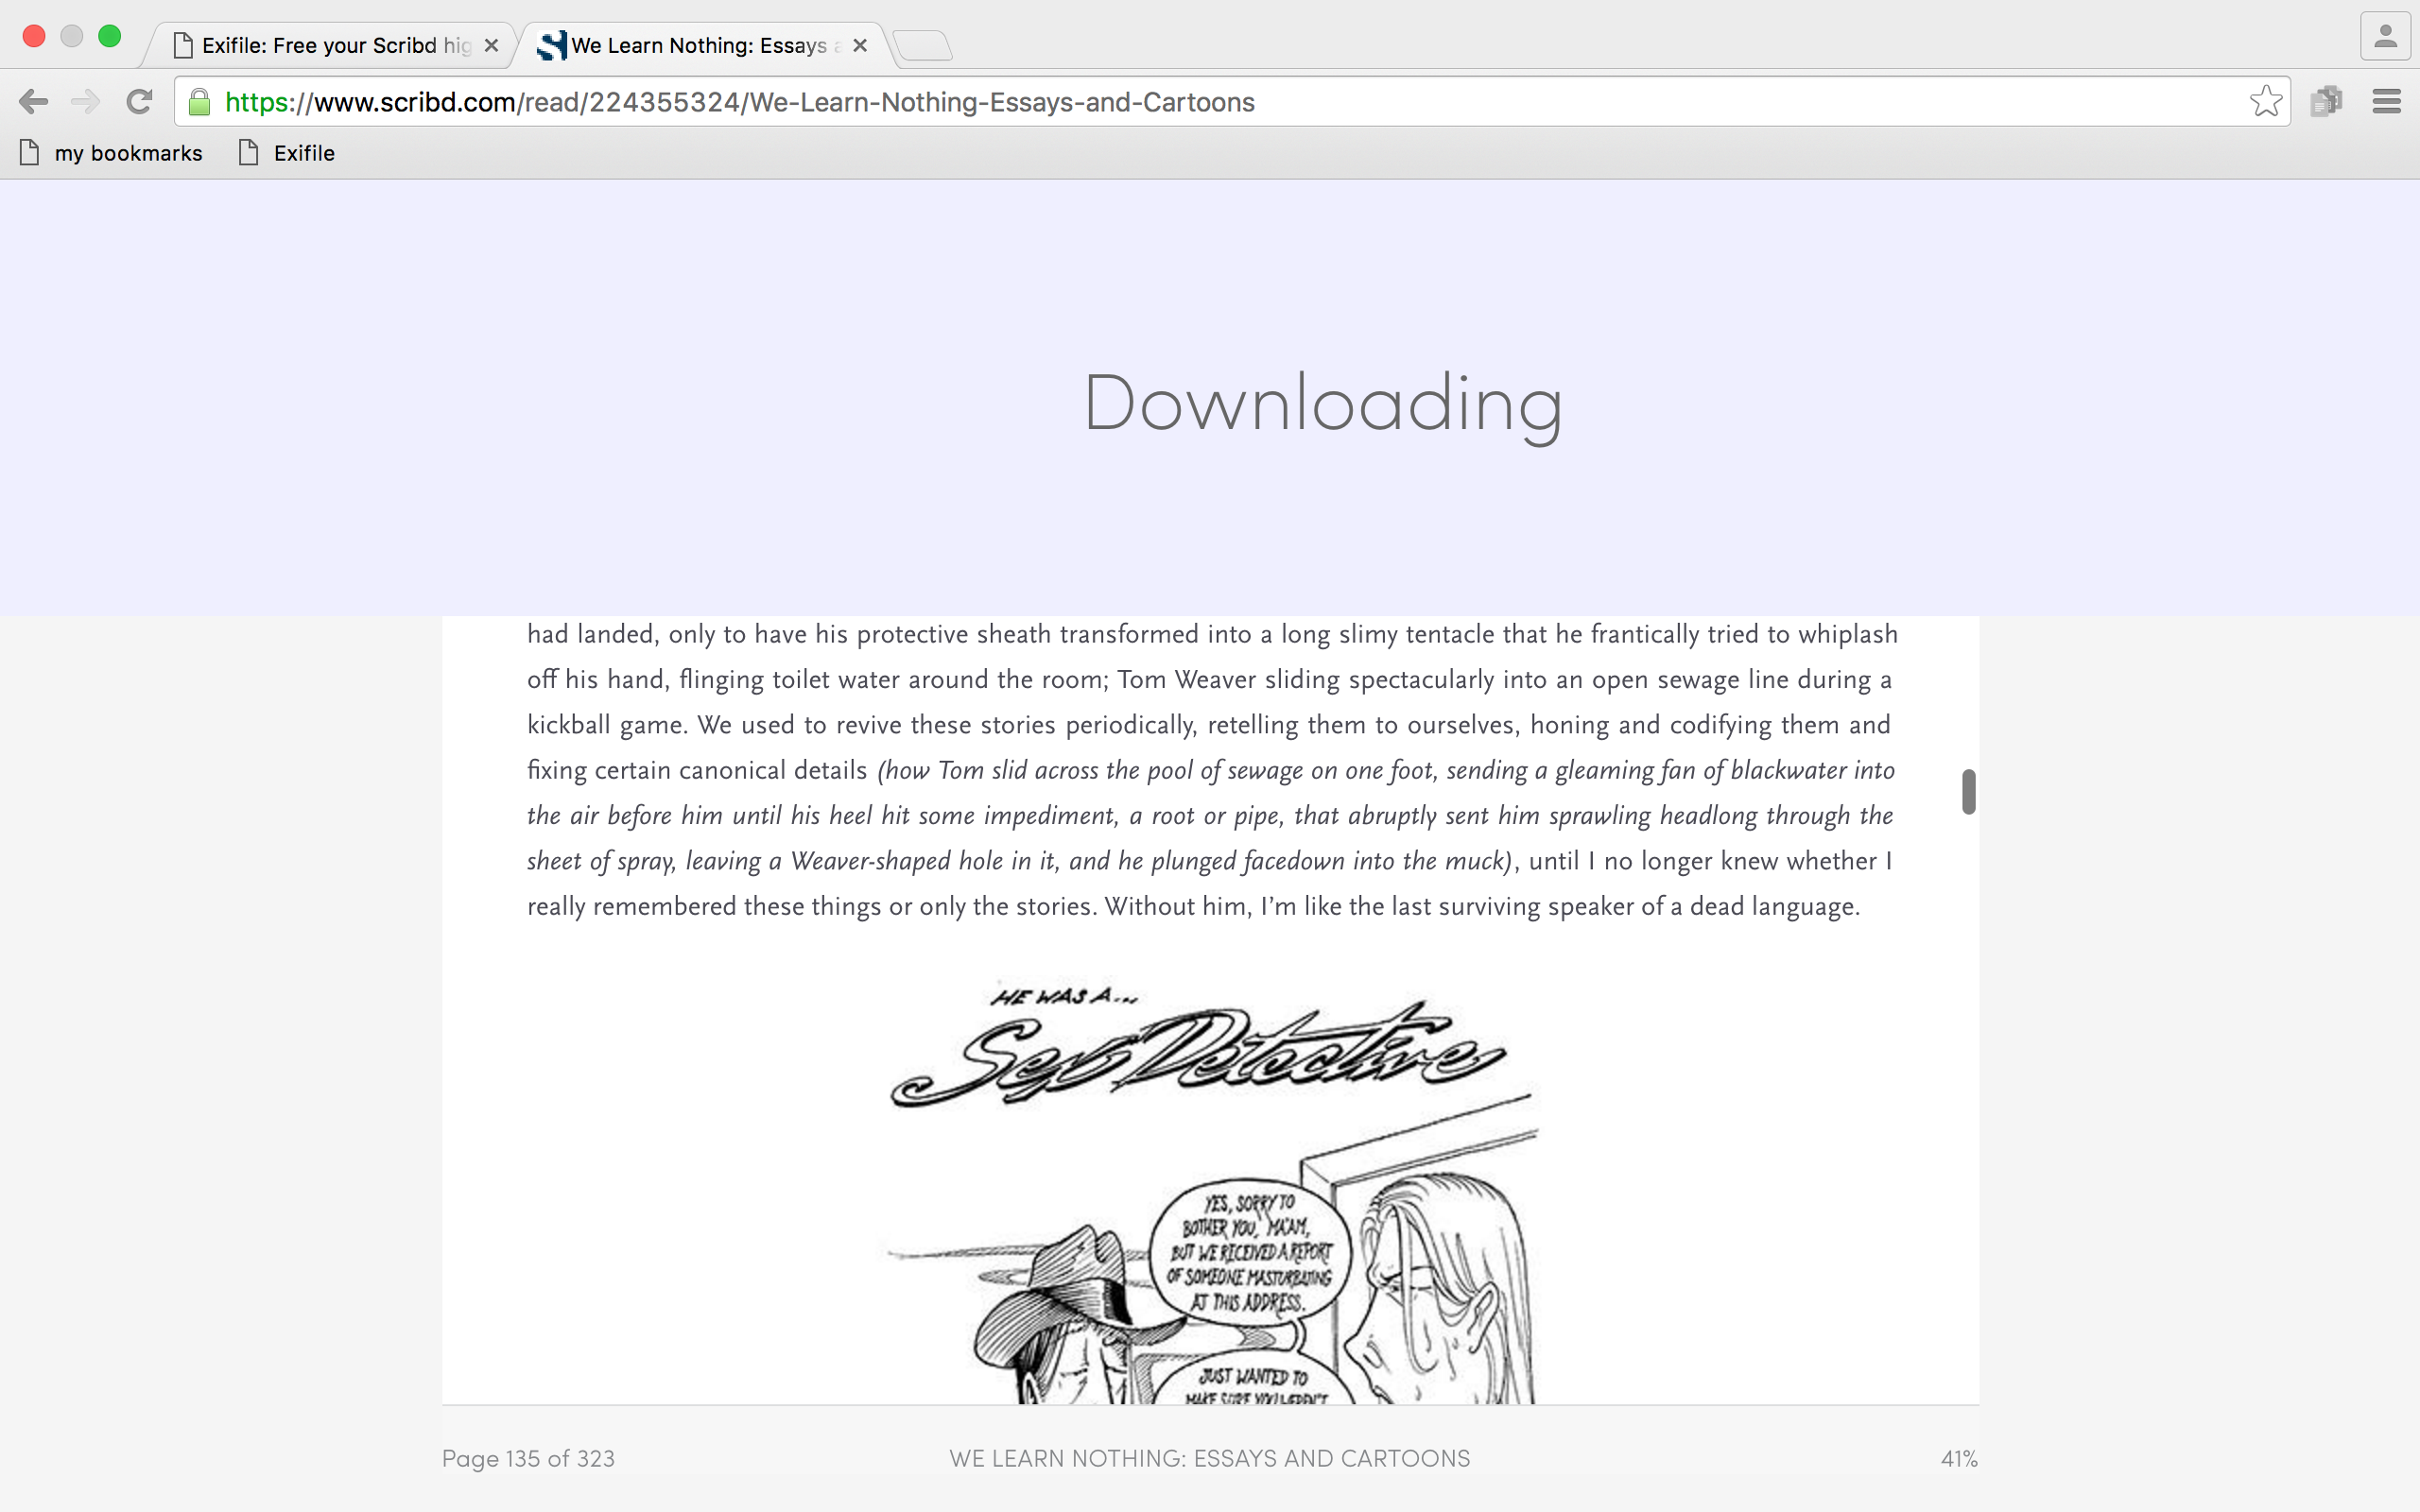 Exifile: Free your Scribd hig
We Learn Nothing: Essays a
https://www.scribd.com/read/224355324/We-Learn-Nothing-Essays-and-Cartoons
my bookmarks
Exifile
Downloading
had landed, only to have his protective sheath transformed into a long slimy tentacle that he frantically tried to whiplash
off his hand, flinging toilet water around the room; Tom Weaver sliding spectacularly into an open sewage line during a
kickball game. We used to revive these stories periodically, retelling them to ourselves, honing and codifying them and
fixing certain canonical details (how Tom slid across the pool of sewage on one foot, sending a gleaming fan of blackwater into
the air before him until his heel hit some impediment, a root or pipe, that abruptly sent him sprawling headlong through the
sheet of spray, leaving a Weaver-shaped hole in it, and he plunged facedown into the muck), until I no longer knew whether I
really remembered these things or only the stories. Without him, I’m like the last surviving speaker of a dead language.
HE WAS A...
Sex Detective
YES, SORRY TO
BOTHER YOU, MA'AM,
BUT WE RECEIVED A REPORT
OF SOMEONE MASTURBATING
AT THIS ADDRESS.
JUST WANTED TO
MAKE SURE YOU WEREN'T
Page 135 of 323
WE LEARN NOTHING: ESSAYS AND CARTOONS
41%